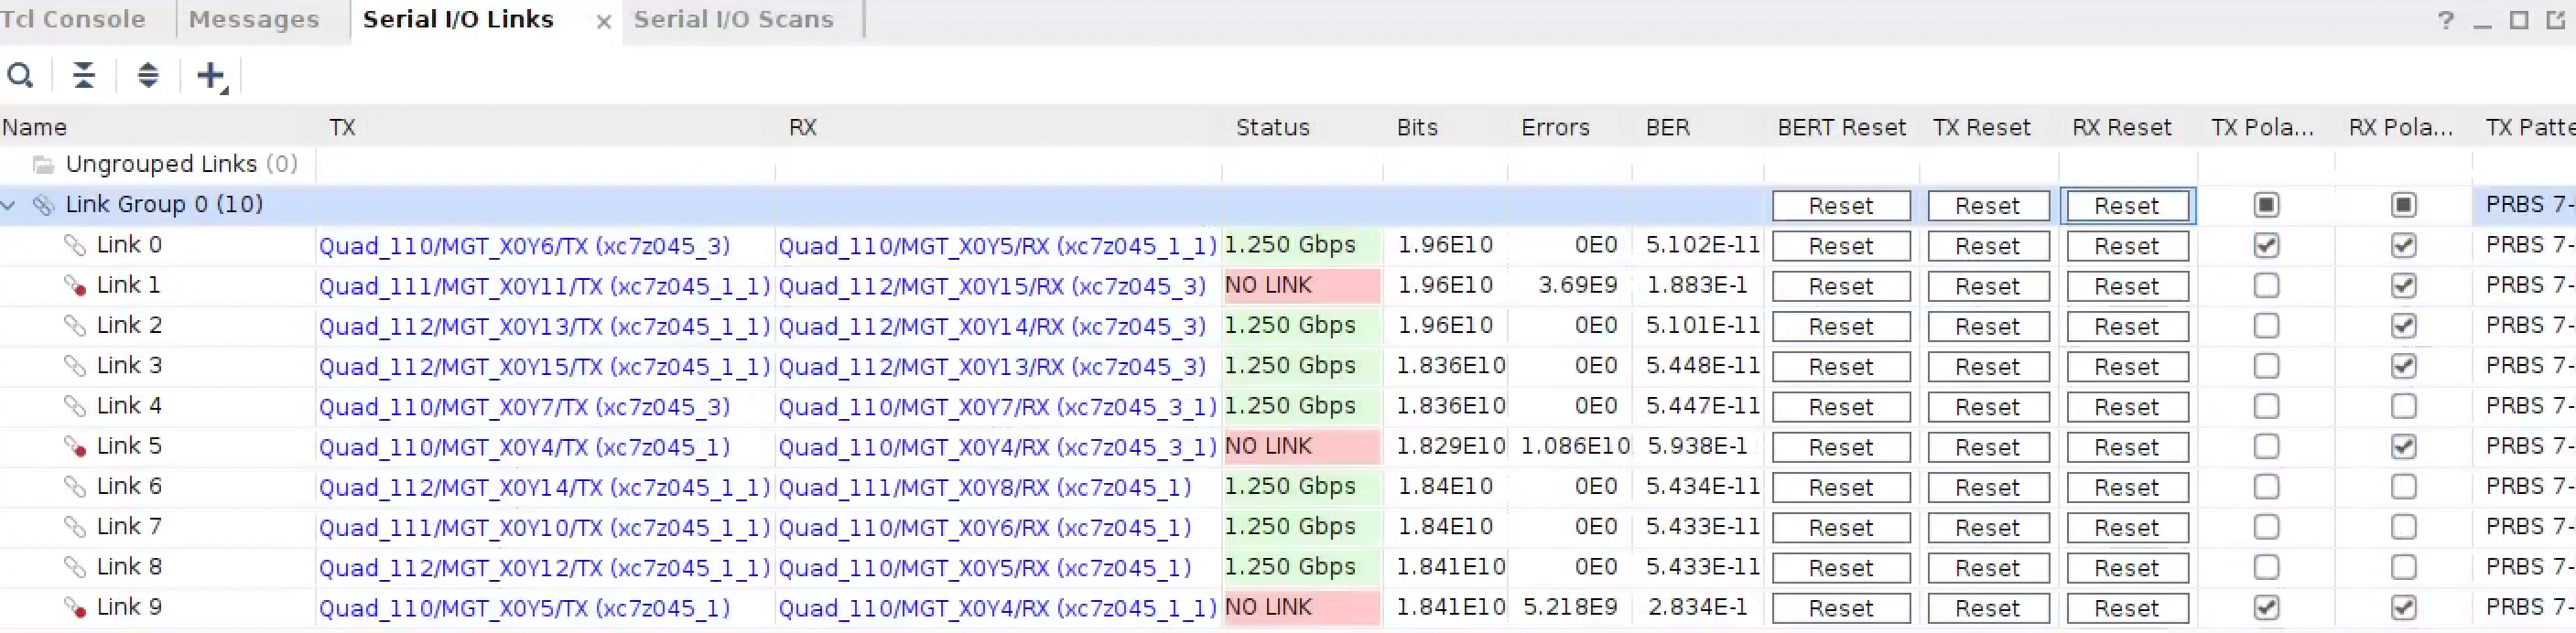 Tcl Console Messages Serial I/O Links × Serial I/O Scans ?
Name TX RX Status Bits Errors BER BERT Reset TX Reset RX Reset TX Pola... RX Pola... TX Patte
Ungrouped Links (0)
Link Group 0 (10) Reset Reset Reset PRBS 7-
Link 0 Quad_110/MGT_X0Y6/TX (xc7z045_3) Quad_110/MGT_X0Y5/RX (xc7z045_1_1) 1.250 Gbps 1.96E10 0E0 5.102E-11 Reset Reset Reset PRBS 7-
Link 1 Quad_111/MGT_X0Y11/TX (xc7z045_1_1) Quad_112/MGT_X0Y15/RX (xc7z045_3) NO LINK 1.96E10 3.69E9 1.883E-1 Reset Reset Reset PRBS 7-
Link 2 Quad_112/MGT_X0Y13/TX (xc7z045_1_1) Quad_112/MGT_X0Y14/RX (xc7z045_3) 1.250 Gbps 1.96E10 0E0 5.101E-11 Reset Reset Reset PRBS 7-
Link 3 Quad_112/MGT_X0Y15/TX (xc7z045_1_1) Quad_112/MGT_X0Y13/RX (xc7z045_3) 1.250 Gbps 1.836E10 0E0 5.448E-11 Reset Reset Reset PRBS 7-
Link 4 Quad_110/MGT_X0Y7/TX (xc7z045_3) Quad_110/MGT_X0Y7/RX (xc7z045_3_1) 1.250 Gbps 1.836E10 0E0 5.447E-11 Reset Reset Reset PRBS 7-
Link 5 Quad_110/MGT_X0Y4/TX (xc7z045_1) Quad_110/MGT_X0Y4/RX (xc7z045_3_1) NO LINK 1.829E10 1.086E10 5.938E-1 Reset Reset Reset PRBS 7-
Link 6 Quad_112/MGT_X0Y14/TX (xc7z045_1_1) Quad_111/MGT_X0Y8/RX (xc7z045_1) 1.250 Gbps 1.84E10 0E0 5.434E-11 Reset Reset Reset PRBS 7-
Link 7 Quad_111/MGT_X0Y10/TX (xc7z045_1_1) Quad_110/MGT_X0Y6/RX (xc7z045_1) 1.250 Gbps 1.84E10 0E0 5.433E-11 Reset Reset Reset PRBS 7-
Link 8 Quad_112/MGT_X0Y12/TX (xc7z045_1_1) Quad_110/MGT_X0Y5/RX (xc7z045_1) 1.250 Gbps 1.841E10 0E0 5.433E-11 Reset Reset Reset PRBS 7-
Link 9 Quad_110/MGT_X0Y5/TX (xc7z045_1) Quad_110/MGT_X0Y4/RX (xc7z045_1_1) NO LINK 1.841E10 5.218E9 2.834E-1 Reset Reset Reset PRBS 7-